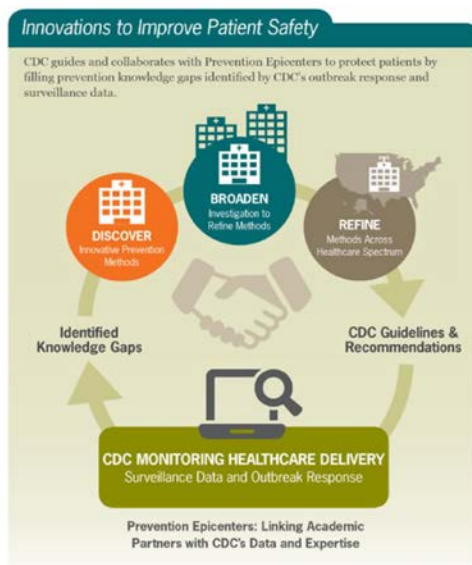 Innovations to Improve Patient Safety
CDC guides and collaborates with Prevention Epicenters to protect patients by
filling prevention knowledge gaps identified by CDC's outbreak response and
surveillance data.
BROADEN
Investigation to
Refine Methods
DISCOVER
Innovative Prevention
Methods
REFINE
Methods Across
Healthcare Spectrum
Identified
Knowledge Gaps
CDC Guidelines &
Recommendations
CDC MONITORING HEALTHCARE DELIVERY
Surveillance Data and Outbreak Response
Prevention Epicenters: Linking Academic
Partners with CDC's Data and Expertise